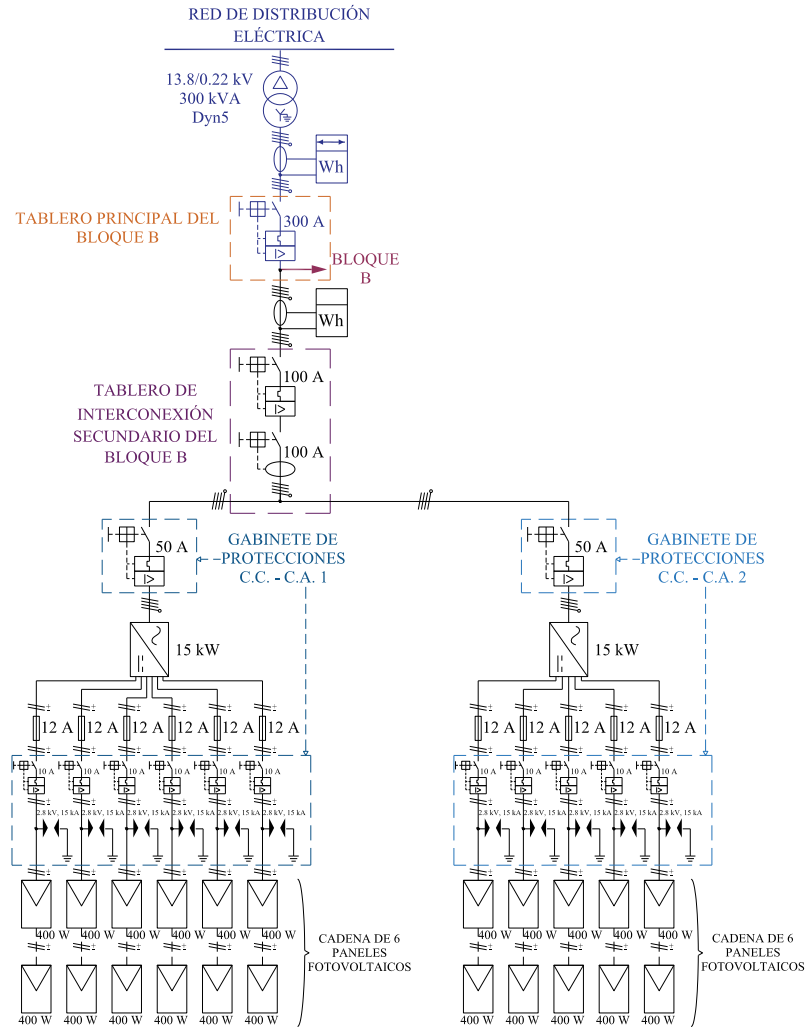 RED DE DISTRIBUCIÓN
ELÉCTRICA
13.8/0.22 kV
300 kVA
Dyn5
Wh
TABLERO PRINCIPAL DEL
BLOQUE B
300 A
BLOQUE
B
Wh
TABLERO DE
INTERCONEXIÓN
SECUNDARIO DEL
BLOQUE B
100 A
100 A
50 A
GABINETE DE
PROTECCIONES
C.C. - C.A. 1
50 A
GABINETE DE
PROTECCIONES
C.C. - C.A. 2
15 kW
15 kW
12 A 12 A 12 A 12 A 12 A 12 A
12 A 12 A 12 A 12 A 12 A
10 A 10 A 10 A 10 A 10 A 10 A
10 A 10 A 10 A 10 A 10 A
2.8 kV, 15 kA 2.8 kV, 15 kA 2.8 kV, 15 kA 2.8 kV, 15 kA 2.8 kV, 15 kA 2.8 kV, 15 kA
2.8 kV, 15 kA 2.8 kV, 15 kA 2.8 kV, 15 kA 2.8 kV, 15 kA 2.8 kV, 15 kA
400 W 400 W 400 W 400 W 400 W 400 W
400 W 400 W 400 W 400 W 400 W
CADENA DE 6
PANELES
FOTOVOLTAICOS
CADENA DE 6
PANELES
FOTOVOLTAICOS
400 W 400 W 400 W 400 W 400 W 400 W
400 W 400 W 400 W 400 W 400 W